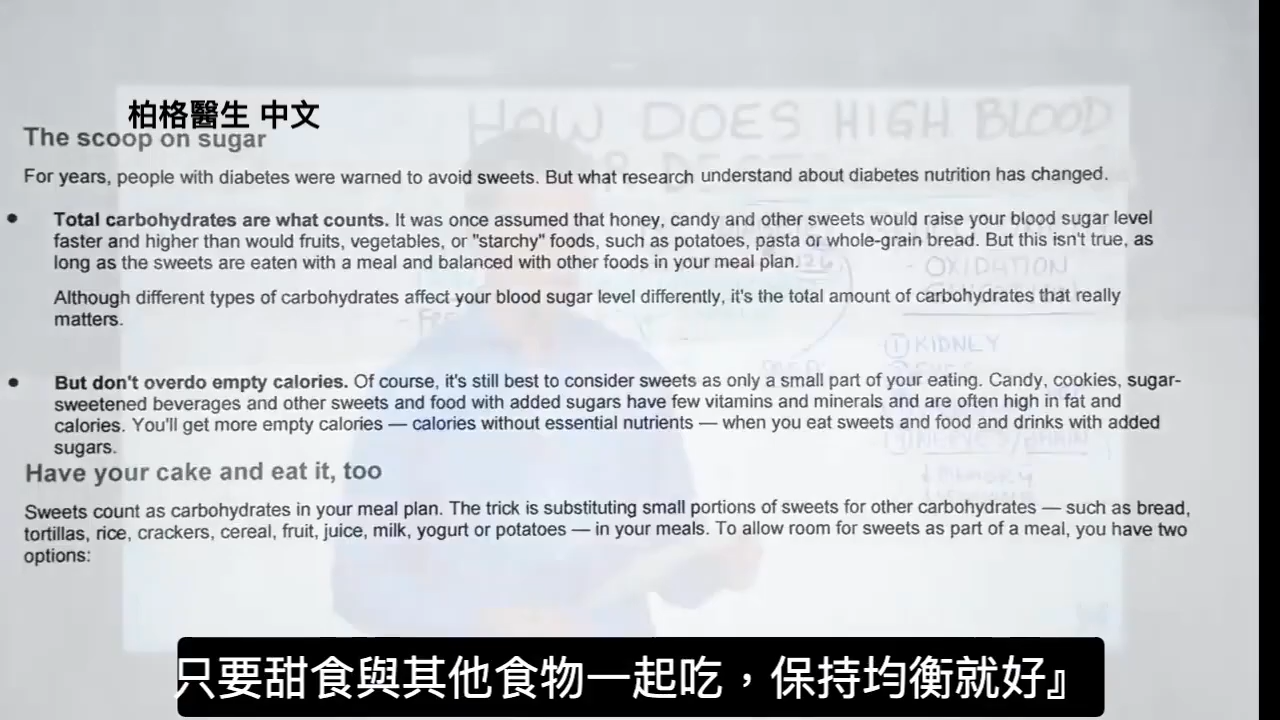 柏格醫生 中文
HOW DOES HIGH BLOOD
The scoop on sugar
For years, people with diabetes were warned to avoid sweets. But what research understand about diabetes nutrition has changed.
Total carbohydrates are what counts. It was once assumed that honey, candy and other sweets would raise your blood sugar level
faster and higher than would fruits, vegetables, or "starchy" foods, such as potatoes, pasta or whole-grain bread. But this isn't true, as
long as the sweets are eaten with a meal and balanced with other foods in your meal plan.
- OXIDATION
Although different types of carbohydrates affect your blood sugar level differently, it's the total amount of carbohydrates that really
matters.
① KIDNEY
But don't overdo empty calories. Of course, it's still best to consider sweets as only a small part of your eating. Candy, cookies, sugar-
sweetened beverages and other sweets and food with added sugars have few vitamins and minerals and are often high in fat and
calories. You'll get more empty calories — calories without essential nutrients — when you eat sweets and food and drinks with added
sugars.
Have your cake and eat it, too
Sweets count as carbohydrates in your meal plan. The trick is substituting small portions of sweets for other carbohydrates — such as bread,
tortillas, rice, crackers, cereal, fruit, juice, milk, yogurt or potatoes — in your meals. To allow room for sweets as part of a meal, you have two
options:
只要甜食與其他食物一起吃，保持均衡就好』